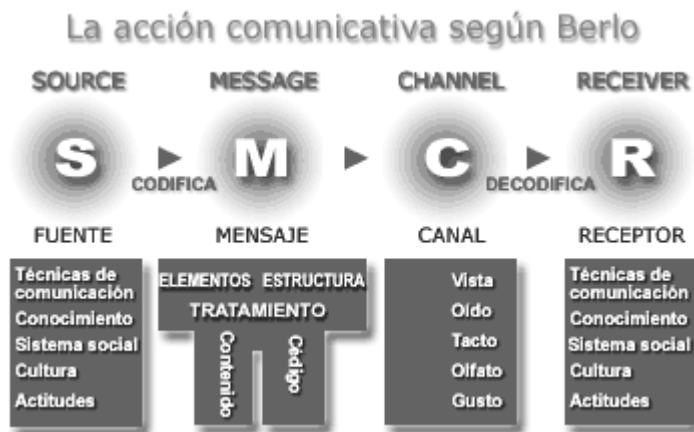 La acción comunicativa según Berlo
SOURCE MESSAGE CHANNEL RECEIVER
S M C R
CODIFICA DECODIFICA
FUENTE MENSAJE CANAL RECEPTOR
Técnicas de
comunicación
Conocimiento
Sistema social
Cultura
Actitudes
ELEMENTOS ESTRUCTURA
TRATAMIENTO
Contenido
Código
Vista
Oído
Tacto
Olfato
Gusto
Técnicas de
comunicación
Conocimiento
Sistema social
Cultura
Actitudes